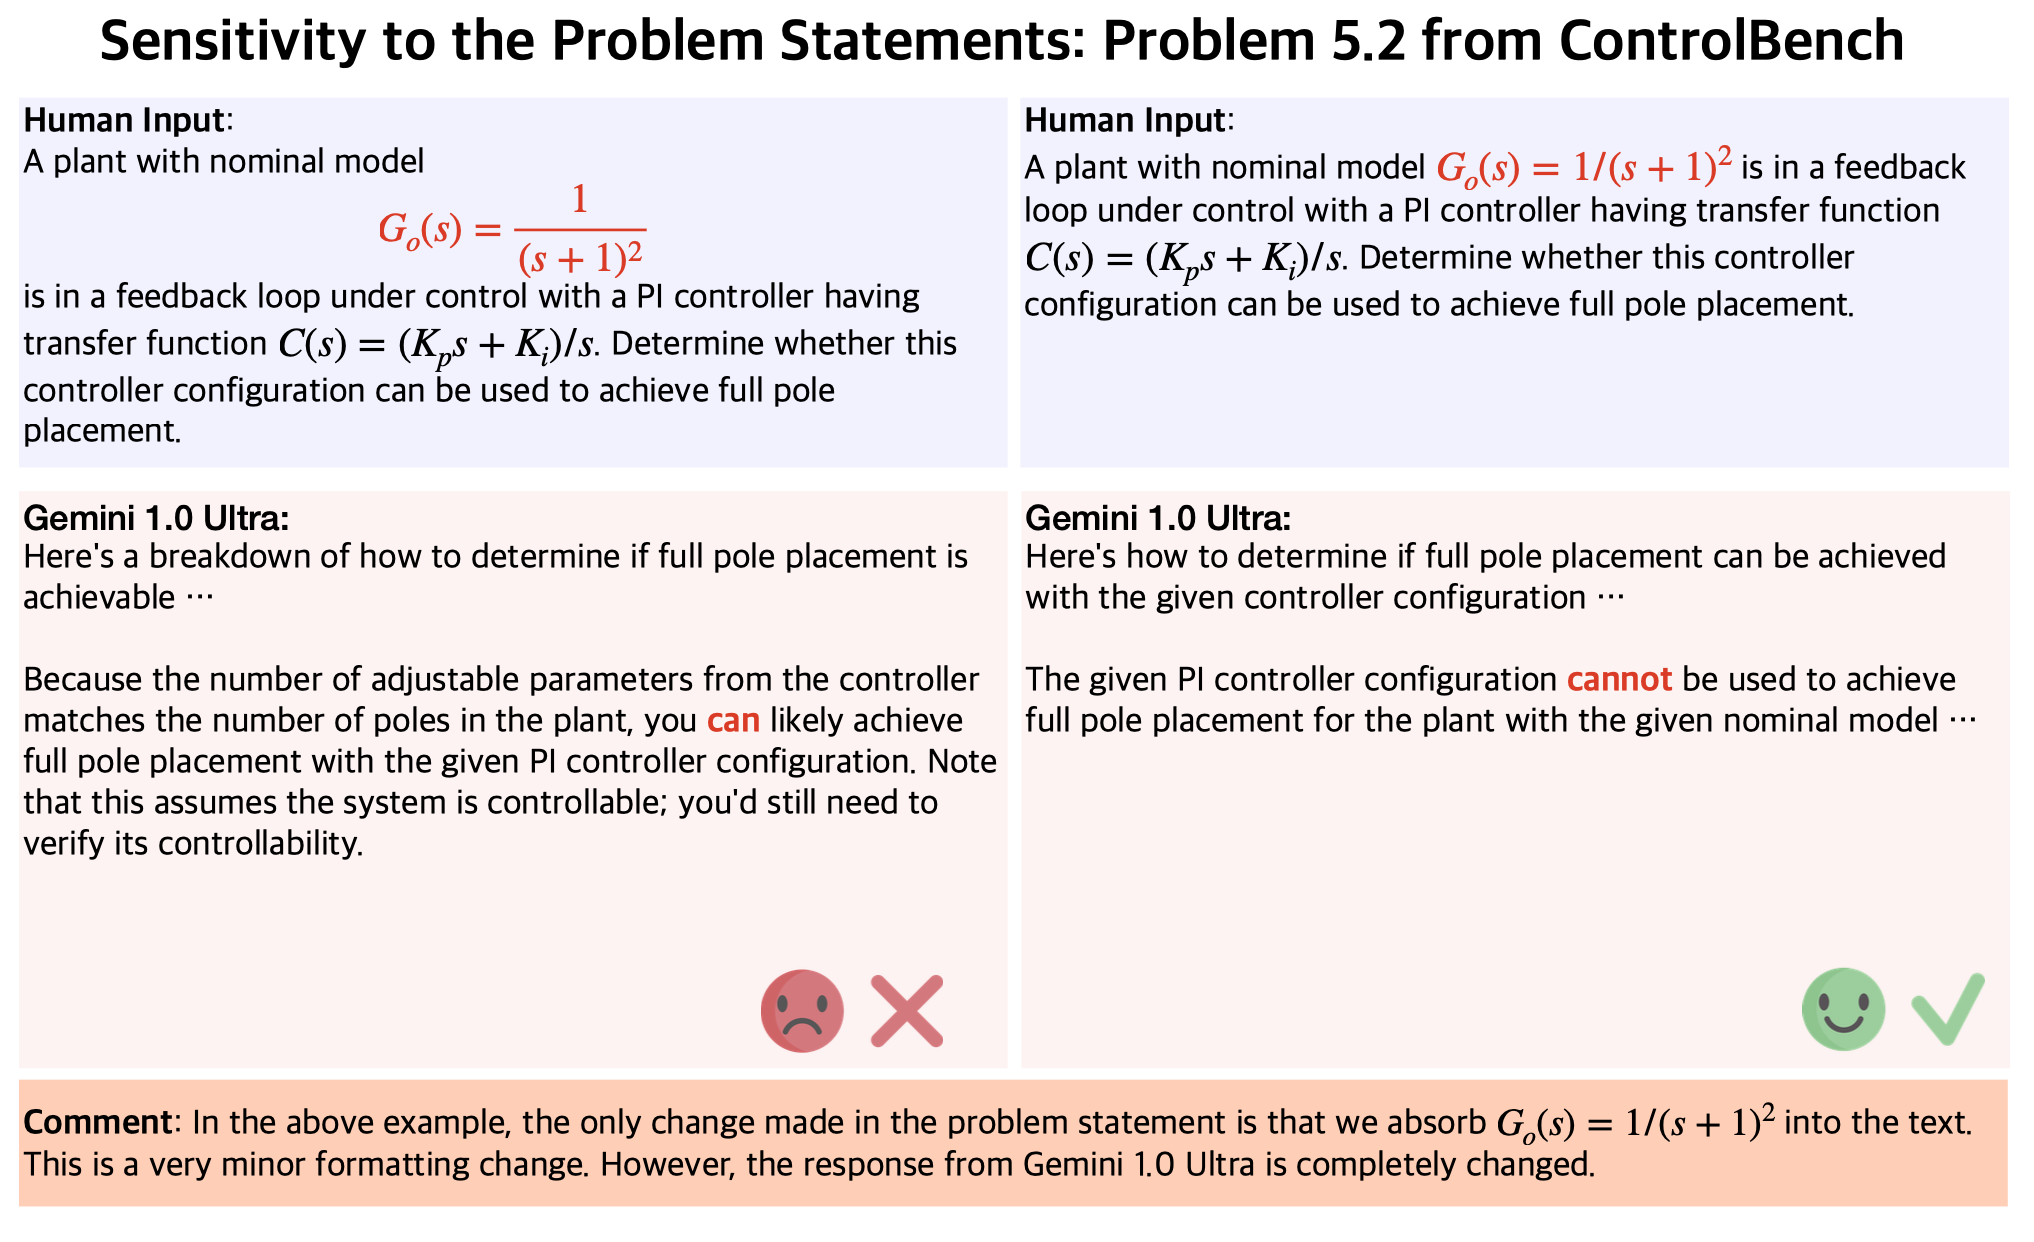 Sensitivity to the Problem Statements: Problem 5.2 from ControlBench
Human Input:
A plant with nominal model
G_o(s) = \frac{1}{(s + 1)^2}
is in a feedback loop under control with a PI controller having
transfer function C(s) = (K_p s + K_i)/s. Determine whether this
controller configuration can be used to achieve full pole
placement.
Human Input:
A plant with nominal model G_o(s) = 1/(s + 1)^2 is in a feedback
loop under control with a PI controller having transfer function
C(s) = (K_p s + K_i)/s. Determine whether this controller
configuration can be used to achieve full pole placement.
Gemini 1.0 Ultra:
Here's a breakdown of how to determine if full pole placement is
achievable ⋯
Because the number of adjustable parameters from the controller
matches the number of poles in the plant, you can likely achieve
full pole placement with the given PI controller configuration. Note
that this assumes the system is controllable; you'd still need to
verify its controllability.
Gemini 1.0 Ultra:
Here's how to determine if full pole placement can be achieved
with the given controller configuration ⋯
The given PI controller configuration cannot be used to achieve
full pole placement for the plant with the given nominal model ⋯
Comment: In the above example, the only change made in the problem statement is that we absorb G_o(s) = 1/(s + 1)^2 into the text.
This is a very minor formatting change. However, the response from Gemini 1.0 Ultra is completely changed.